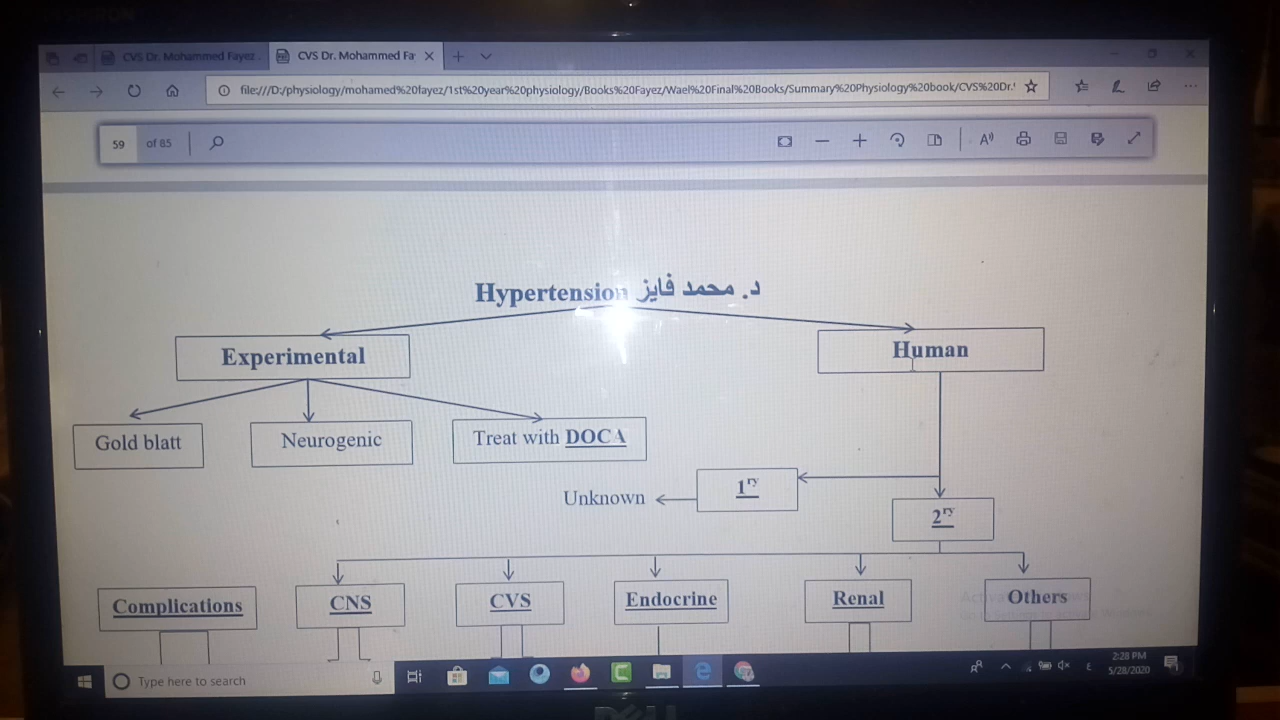 CVS Dr. Mohammed Fayez
CVS Dr. Mohammed Fa
file:///D:/physiology/mohamed%20fayez/1st%20year%20physiology/Books%20Fayez/Wael%20Final%20Books/Summary%20Physiology%20book/CVS%20Dr.
59 of 85
Hypertension د. محمد فايز
Experimental
Human
Gold blatt
Neurogenic
Treat with DOCA
1ry
Unknown
2ry
Complications
CNS
CVS
Endocrine
Renal
Others
Type here to search
2:28 PM
5/28/2020
DELL